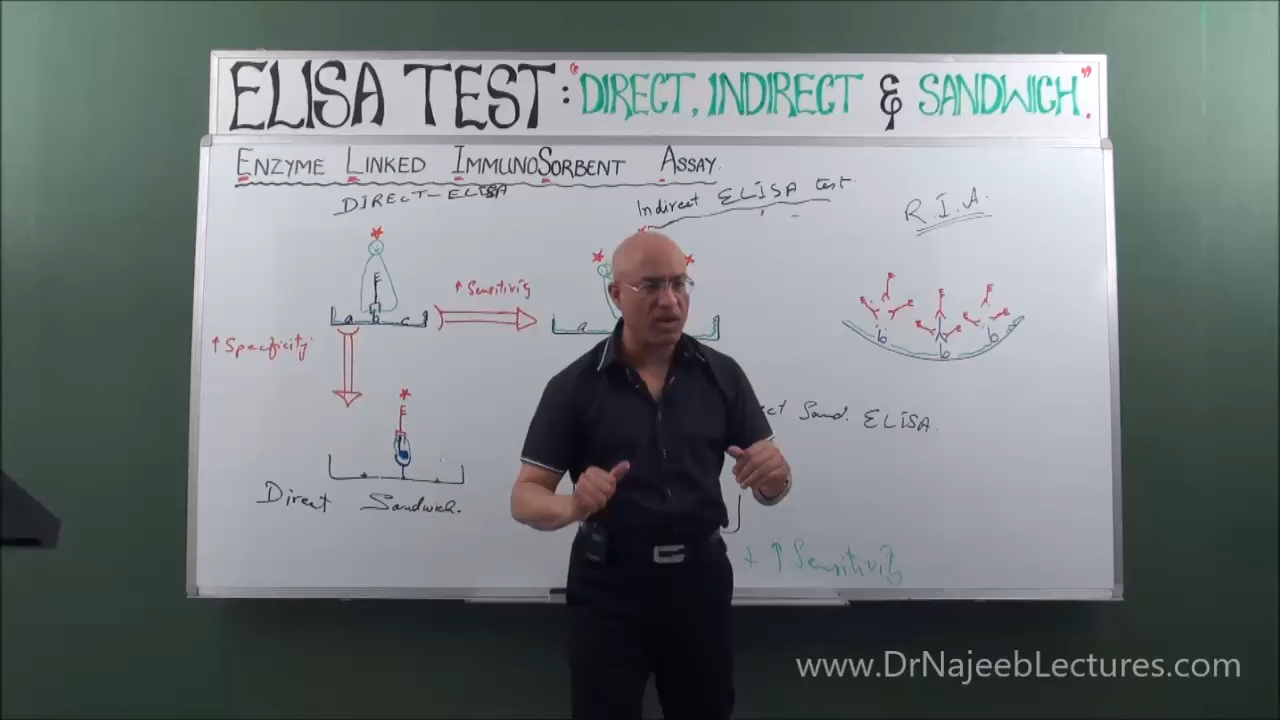 ELISA TEST: "DIRECT, INDIRECT & SANDWICH".
ENZYME LINKED IMMUNOSORBENT ASSAY.
DIRECT-ELISA
Indirect ELISA test
R.I.A.
E
a b c
↑ Sensitivity
a
b b b
↑ Specificity
E
Direct Sandwich.
Sand. ELISA.
+ ↑ Sensitivity
www.DrNajeebLectures.com